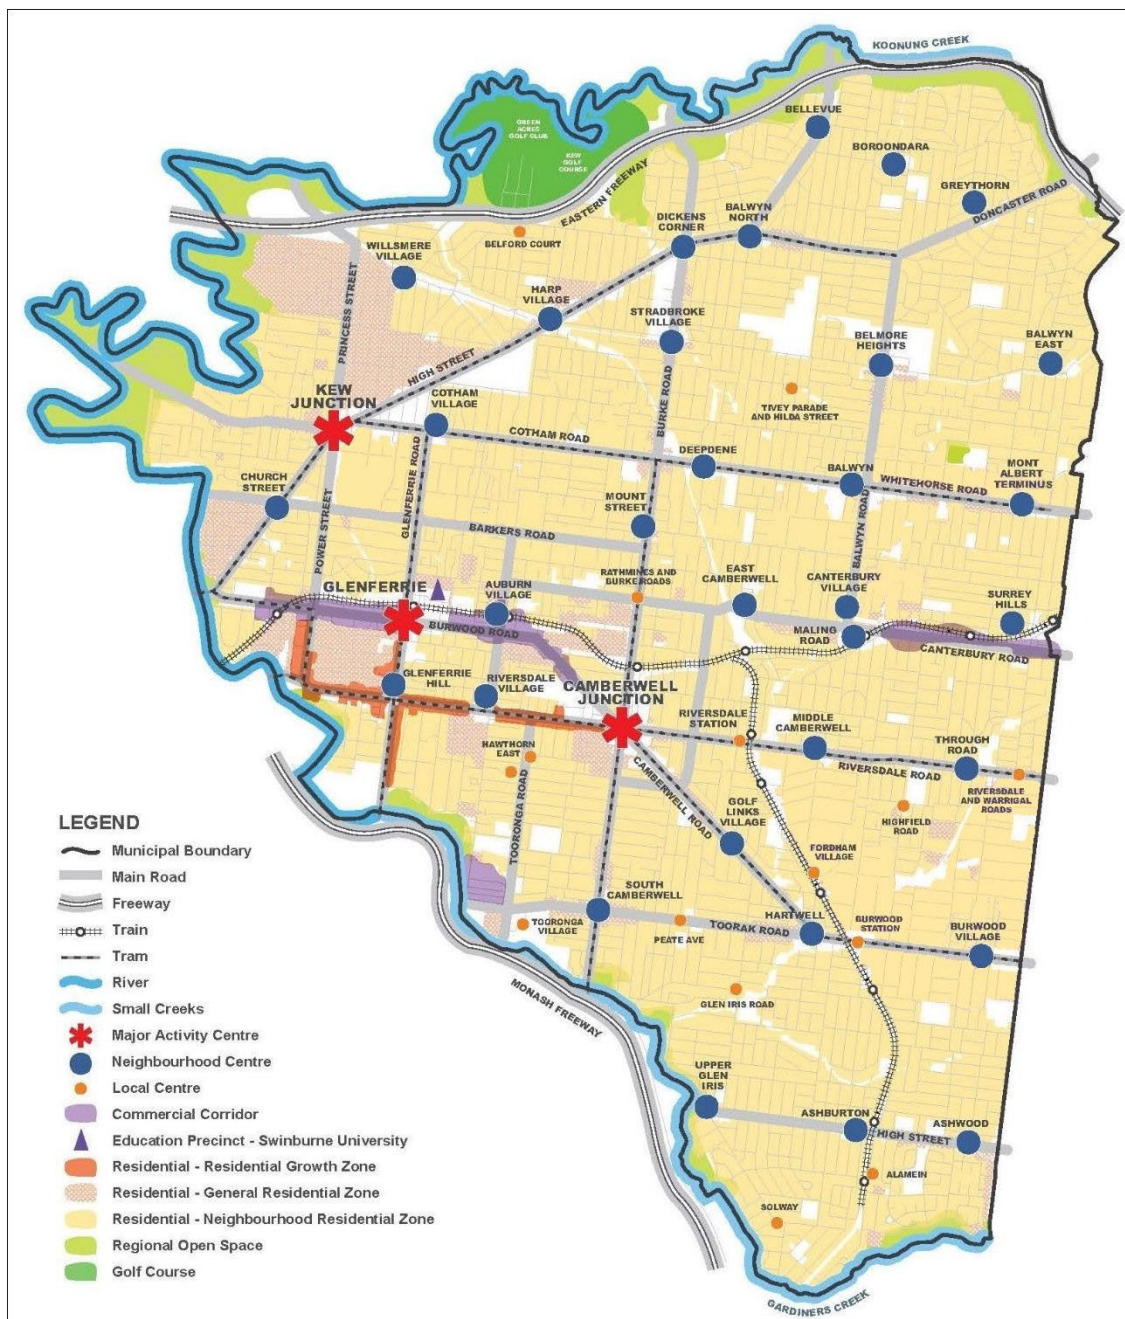 KOONUNG CREEK
BELLEVUE
BOROONDARA
GREYTHORN
DONCASTER ROAD
GREEN
ACRES
GOLF CLUB
KEW
GOLF
COURSE
EASTERN FREEWAY
BELFORD COURT
DICKENS
CORNER
BALWYN
NORTH
WILLSMERE
VILLAGE
HARP
VILLAGE
STRADBROKE
VILLAGE
BELMORE
HEIGHTS
BALWYN
EAST
PRINCESS STREET
HIGH STREET
KEW
JUNCTION
COTHAM
VILLAGE
COTHAM ROAD
BURKE ROAD
TIVEY PARADE
AND HILDA STREET
DEEPDENE
BALWYN
WHITEHORSE ROAD
MONT
ALBERT
TERMINUS
CHURCH
STREET
POWER STREET
GLENFERRIE ROAD
MOUNT
STREET
BARKERS ROAD
BALWYN ROAD
RATHMINES AND
BURKE ROADS
EAST
CAMBERWELL
CANTERBURY
VILLAGE
SURREY
HILLS
GLENFERRIE
AUBURN
VILLAGE
BURWOOD ROAD
MALING
ROAD
CANTERBURY ROAD
GLENFERRIE
HILL
RIVERSDALE
VILLAGE
CAMBERWELL
JUNCTION
RIVERSDALE
STATION
MIDDLE
CAMBERWELL
THROUGH
ROAD
RIVERSDALE ROAD
RIVERSDALE
AND WARRIGAL
ROADS
HAWTHORN
EAST
TOORONGA ROAD
CAMBERWELL ROAD
GOLF
LINKS
VILLAGE
HIGHFIELD
ROAD
FORDHAM
VILLAGE
SOUTH
CAMBERWELL
TOORONGA
VILLAGE
PEATE AVE
TOORAK ROAD
HARTWELL
BURWOOD
STATION
BURWOOD
VILLAGE
MONASH FREEWAY
GLEN IRIS ROAD
UPPER
GLEN
IRIS
ASHBURTON
HIGH STREET
ASHWOOD
ALAMEIN
SOLWAY
GARDINERS CREEK
LEGEND
Municipal Boundary
Main Road
Freeway
Train
Tram
River
Small Creeks
Major Activity Centre
Neighbourhood Centre
Local Centre
Commercial Corridor
Education Precinct - Swinburne University
Residential - Residential Growth Zone
Residential - General Residential Zone
Residential - Neighbourhood Residential Zone
Regional Open Space
Golf Course